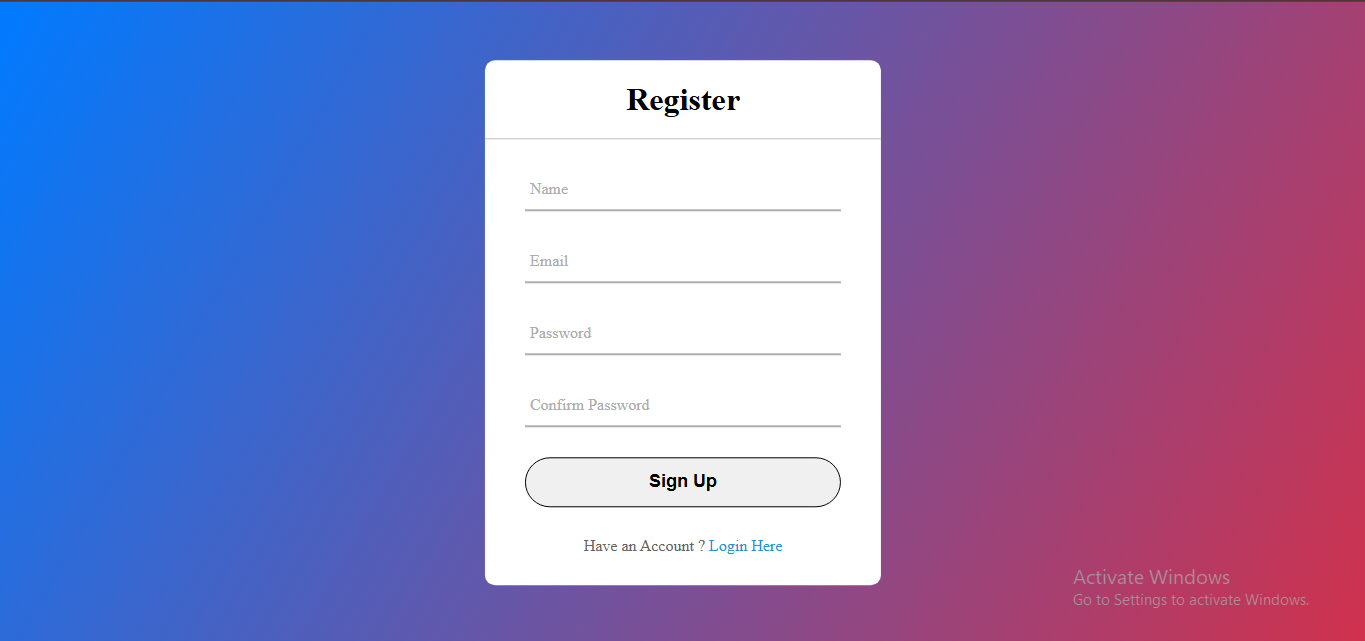 Register
Name
Email
Password
Confirm Password
Sign Up
Have an Account ? Login Here
Activate Windows
Go to Settings to activate Windows.